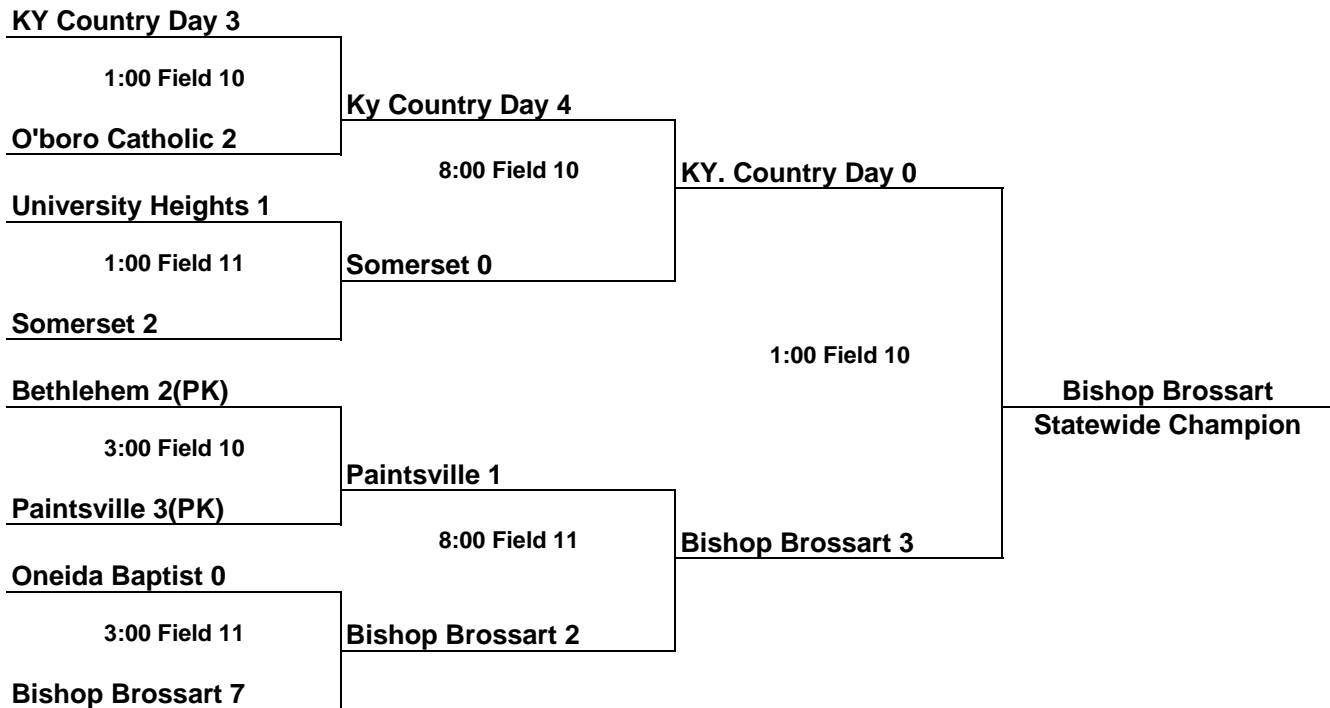 KY Country Day 3
1:00 Field 10
Ky Country Day 4
O'boro Catholic 2
8:00 Field 10
KY. Country Day 0
University Heights 1
1:00 Field 11
Somerset 0
Somerset 2
1:00 Field 10
Bethlehem 2(PK)
Bishop Brossart
Statewide Champion
3:00 Field 10
Paintsville 1
Paintsville 3(PK)
8:00 Field 11
Bishop Brossart 3
Oneida Baptist 0
3:00 Field 11
Bishop Brossart 2
Bishop Brossart 7